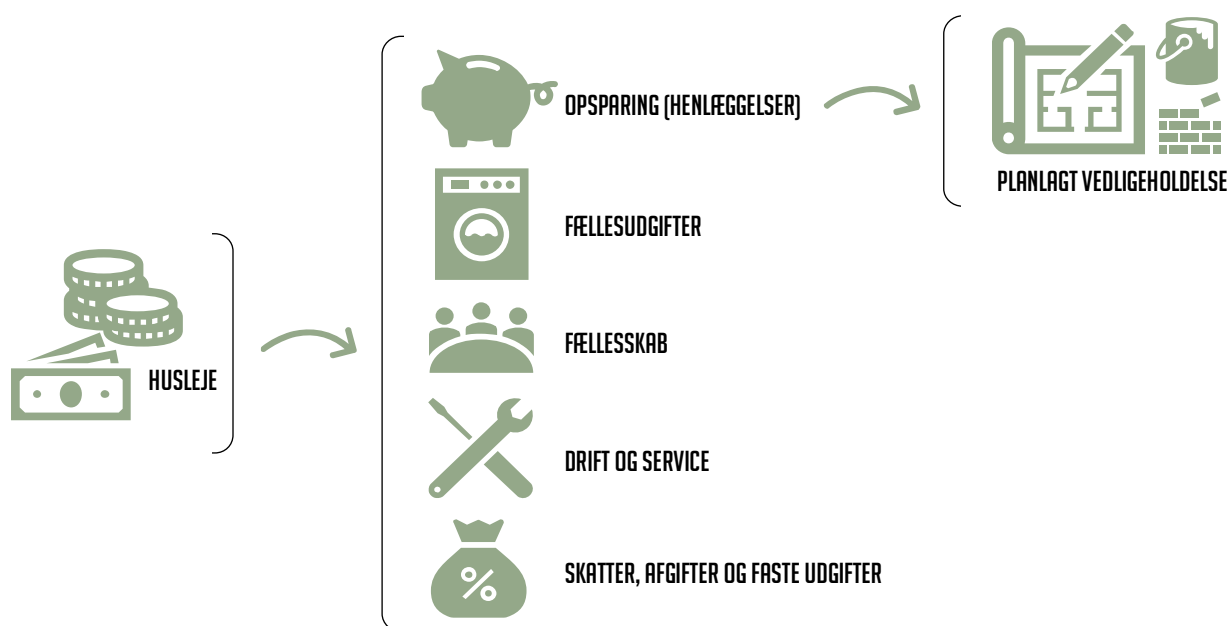 HUSLEJE
OPSPARING (HENLÆGGELSER)
FÆLLESUDGIFTER
FÆLLESSKAB
DRIFT OG SERVICE
%
SKATTER, AFGIFTER OG FASTE UDGIFTER
PLANLAGT VEDLIGEHOLDELSE